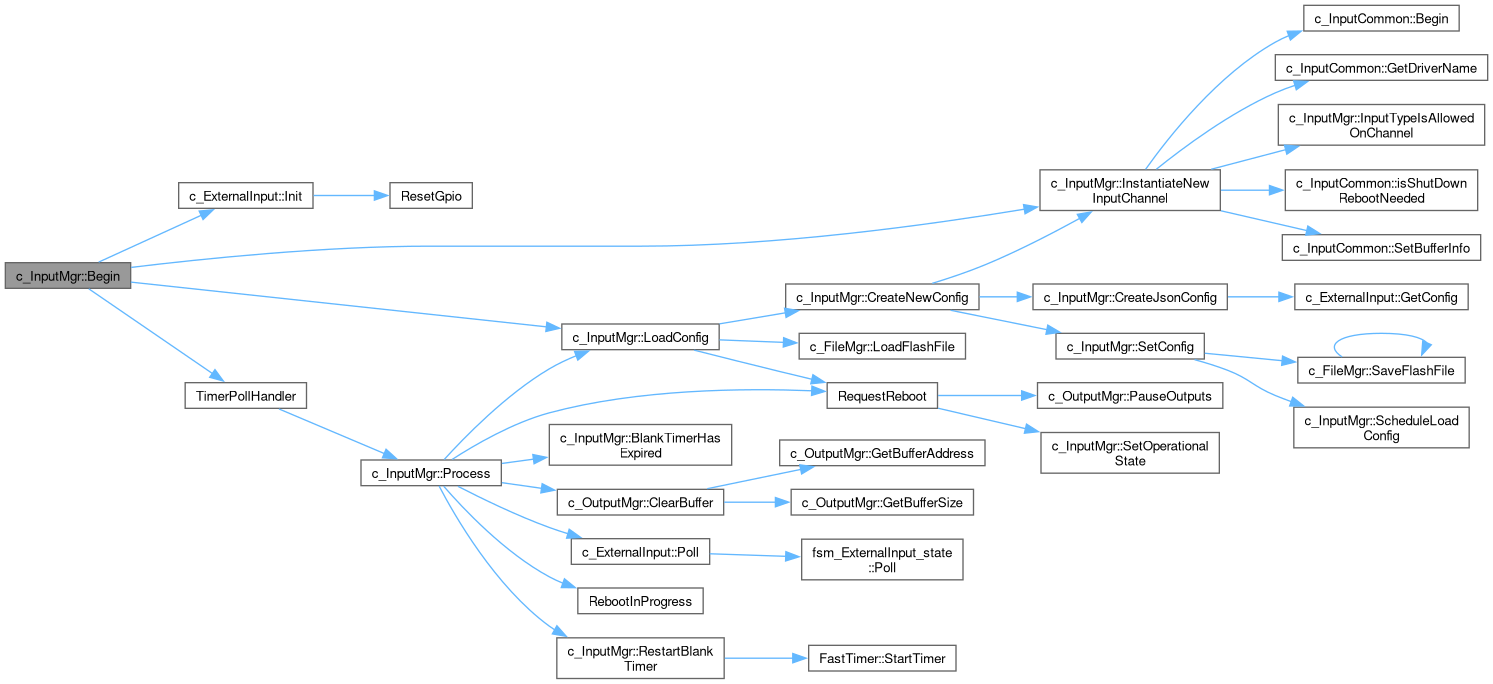 c_InputMgr::Begin
c_ExternalInput::Init
ResetGpio
TimerPollHandler
c_InputMgr::Process
c_InputMgr::LoadConfig
c_InputMgr::BlankTimerHas
Expired
c_OutputMgr::ClearBuffer
c_ExternalInput::Poll
RebootInProgress
c_InputMgr::RestartBlank
Timer
c_InputMgr::CreateNewConfig
c_FileMgr::LoadFlashFile
RequestReboot
c_OutputMgr::GetBufferAddress
c_OutputMgr::GetBufferSize
fsm_ExternalInput_state
::Poll
FastTimer::StartTimer
c_InputMgr::InstantiateNew
InputChannel
c_InputMgr::CreateJsonConfig
c_InputMgr::SetConfig
c_OutputMgr::PauseOutputs
c_InputMgr::SetOperational
State
c_InputCommon::Begin
c_InputCommon::GetDriverName
c_InputMgr::InputTypeIsAllowed
OnChannel
c_InputCommon::isShutDown
RebootNeeded
c_InputCommon::SetBufferInfo
c_ExternalInput::GetConfig
c_FileMgr::SaveFlashFile
c_InputMgr::ScheduleLoad
Config